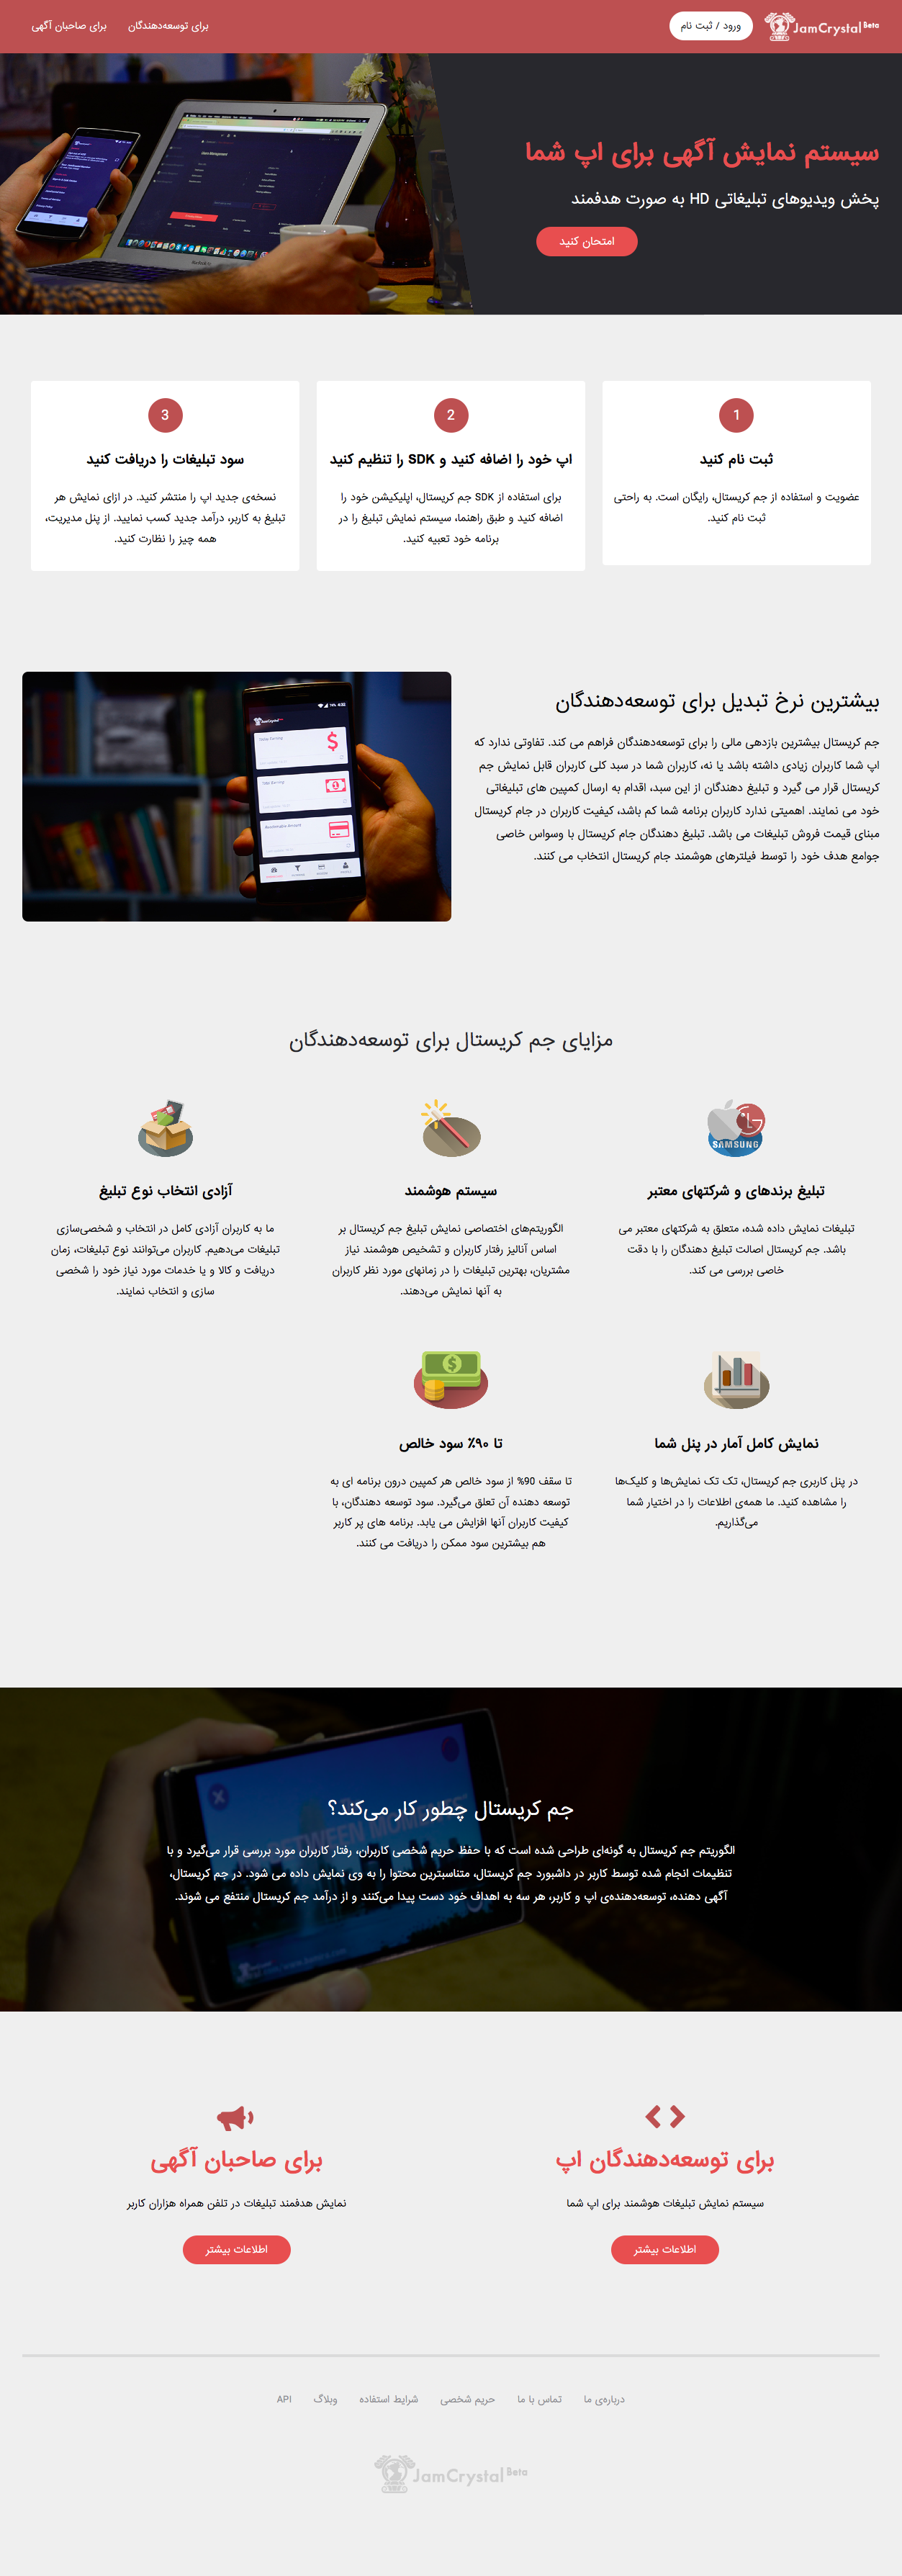 JamCrystal Beta
ورود / ثبت نام
برای توسعه‌دهندگان
برای صاحبان آگهی
سیستم نمایش آگهی برای اپ شما
پخش ویدیوهای تبلیغاتی HD به صورت هدفمند
امتحان کنید
1
ثبت نام کنید
عضویت و استفاده از جم کریستال، رایگان است. به راحتی
ثبت نام کنید.
2
اپ خود را اضافه کنید و SDK را تنظیم کنید
برای استفاده از SDK جم کریستال، اپلیکیشن خود را
اضافه کنید و طبق راهنما، سیستم نمایش تبلیغ را در
برنامه خود تعبیه کنید.
3
سود تبلیغات را دریافت کنید
نسخه‌ی جدید اپ را منتشر کنید. در ازای نمایش هر
تبلیغ به کاربر، درآمد جدید کسب نمایید. از پنل مدیریت،
همه چیز را نظارت کنید.
بیشترین نرخ تبدیل برای توسعه‌دهندگان
جم کریستال بیشترین بازدهی مالی را برای توسعه‌دهندگان فراهم می کند. تفاوتی ندارد که
اپ شما کاربران زیادی داشته باشد یا نه، کاربران شما در سبد کلی کاربران قابل نمایش جم
کریستال قرار می گیرد و تبلیغ دهندگان از این سبد، اقدام به ارسال کمپین های تبلیغاتی
خود می نمایند. اهمیتی ندارد کاربران برنامه شما کم باشد، کیفیت کاربران در جام کریستال
مبنای قیمت فروش تبلیغات می باشد. تبلیغ دهندگان جام کریستال با وسواس خاصی
جوامع هدف خود را توسط فیلترهای هوشمند جام کریستال انتخاب می کنند.
JamCrystal
مزایای جم کریستال برای توسعه‌دهندگان
SAMSUNG
تبلیغ برندهای و شرکتهای معتبر
تبلیغات نمایش داده شده، متعلق به شرکتهای معتبر می
باشد. جم کریستال اصالت تبلیغ دهندگان را با دقت
خاصی بررسی می کند.
سیستم هوشمند
الگوریتم‌های اختصاصی نمایش تبلیغ جم کریستال بر
اساس آنالیز رفتار کاربران و تشخیص هوشمند نیاز
مشتریان، بهترین تبلیغات را در زمانهای مورد نظر کاربران
به آنها نمایش می‌دهند.
آزادی انتخاب نوع تبلیغ
ما به کاربران آزادی کامل در انتخاب و شخصی‌سازی
تبلیغات می‌دهیم. کاربران می‌توانند نوع تبلیغات، زمان
دریافت و کالا و یا خدمات مورد نیاز خود را شخصی
سازی و انتخاب نمایند.
نمایش کامل آمار در پنل شما
در پنل کاربری جم کریستال، تک تک نمایش‌ها و کلیک‌ها
را مشاهده کنید. ما همه‌ی اطلاعات را در اختیار شما
می‌گذاریم.
تا ۹۰٪ سود خالص
تا سقف 90% از سود خالص هر کمپین درون برنامه ای به
توسعه دهنده آن تعلق می‌گیرد. سود توسعه دهندگان، با
کیفیت کاربران آنها افزایش می یابد. برنامه های پر کاربر
هم بیشترین سود ممکن را دریافت می کنند.
جم کریستال چطور کار می‌کند؟
الگوریتم جم کریستال به گونه‌ای طراحی شده است که با حفظ حریم شخصی کاربران، رفتار کاربران مورد بررسی قرار می‌گیرد و با
تنظیمات انجام شده توسط کاربر در داشبورد جم کریستال، متناسبترین محتوا را به وی نمایش داده می شود. در جم کریستال،
آگهی دهنده، توسعه‌دهنده‌ی اپ و کاربر، هر سه به اهداف خود دست پیدا می‌کنند و از درآمد جم کریستال منتفع می شوند.
برای توسعه‌دهندگان اپ
سیستم نمایش تبلیغات هوشمند برای اپ شما
اطلاعات بیشتر
برای صاحبان آگهی
نمایش هدفمند تبلیغات در تلفن همراه هزاران کاربر
اطلاعات بیشتر
درباره‌ی ما
تماس با ما
حریم شخصی
شرایط استفاده
وبلاگ
API
JamCrystal Beta